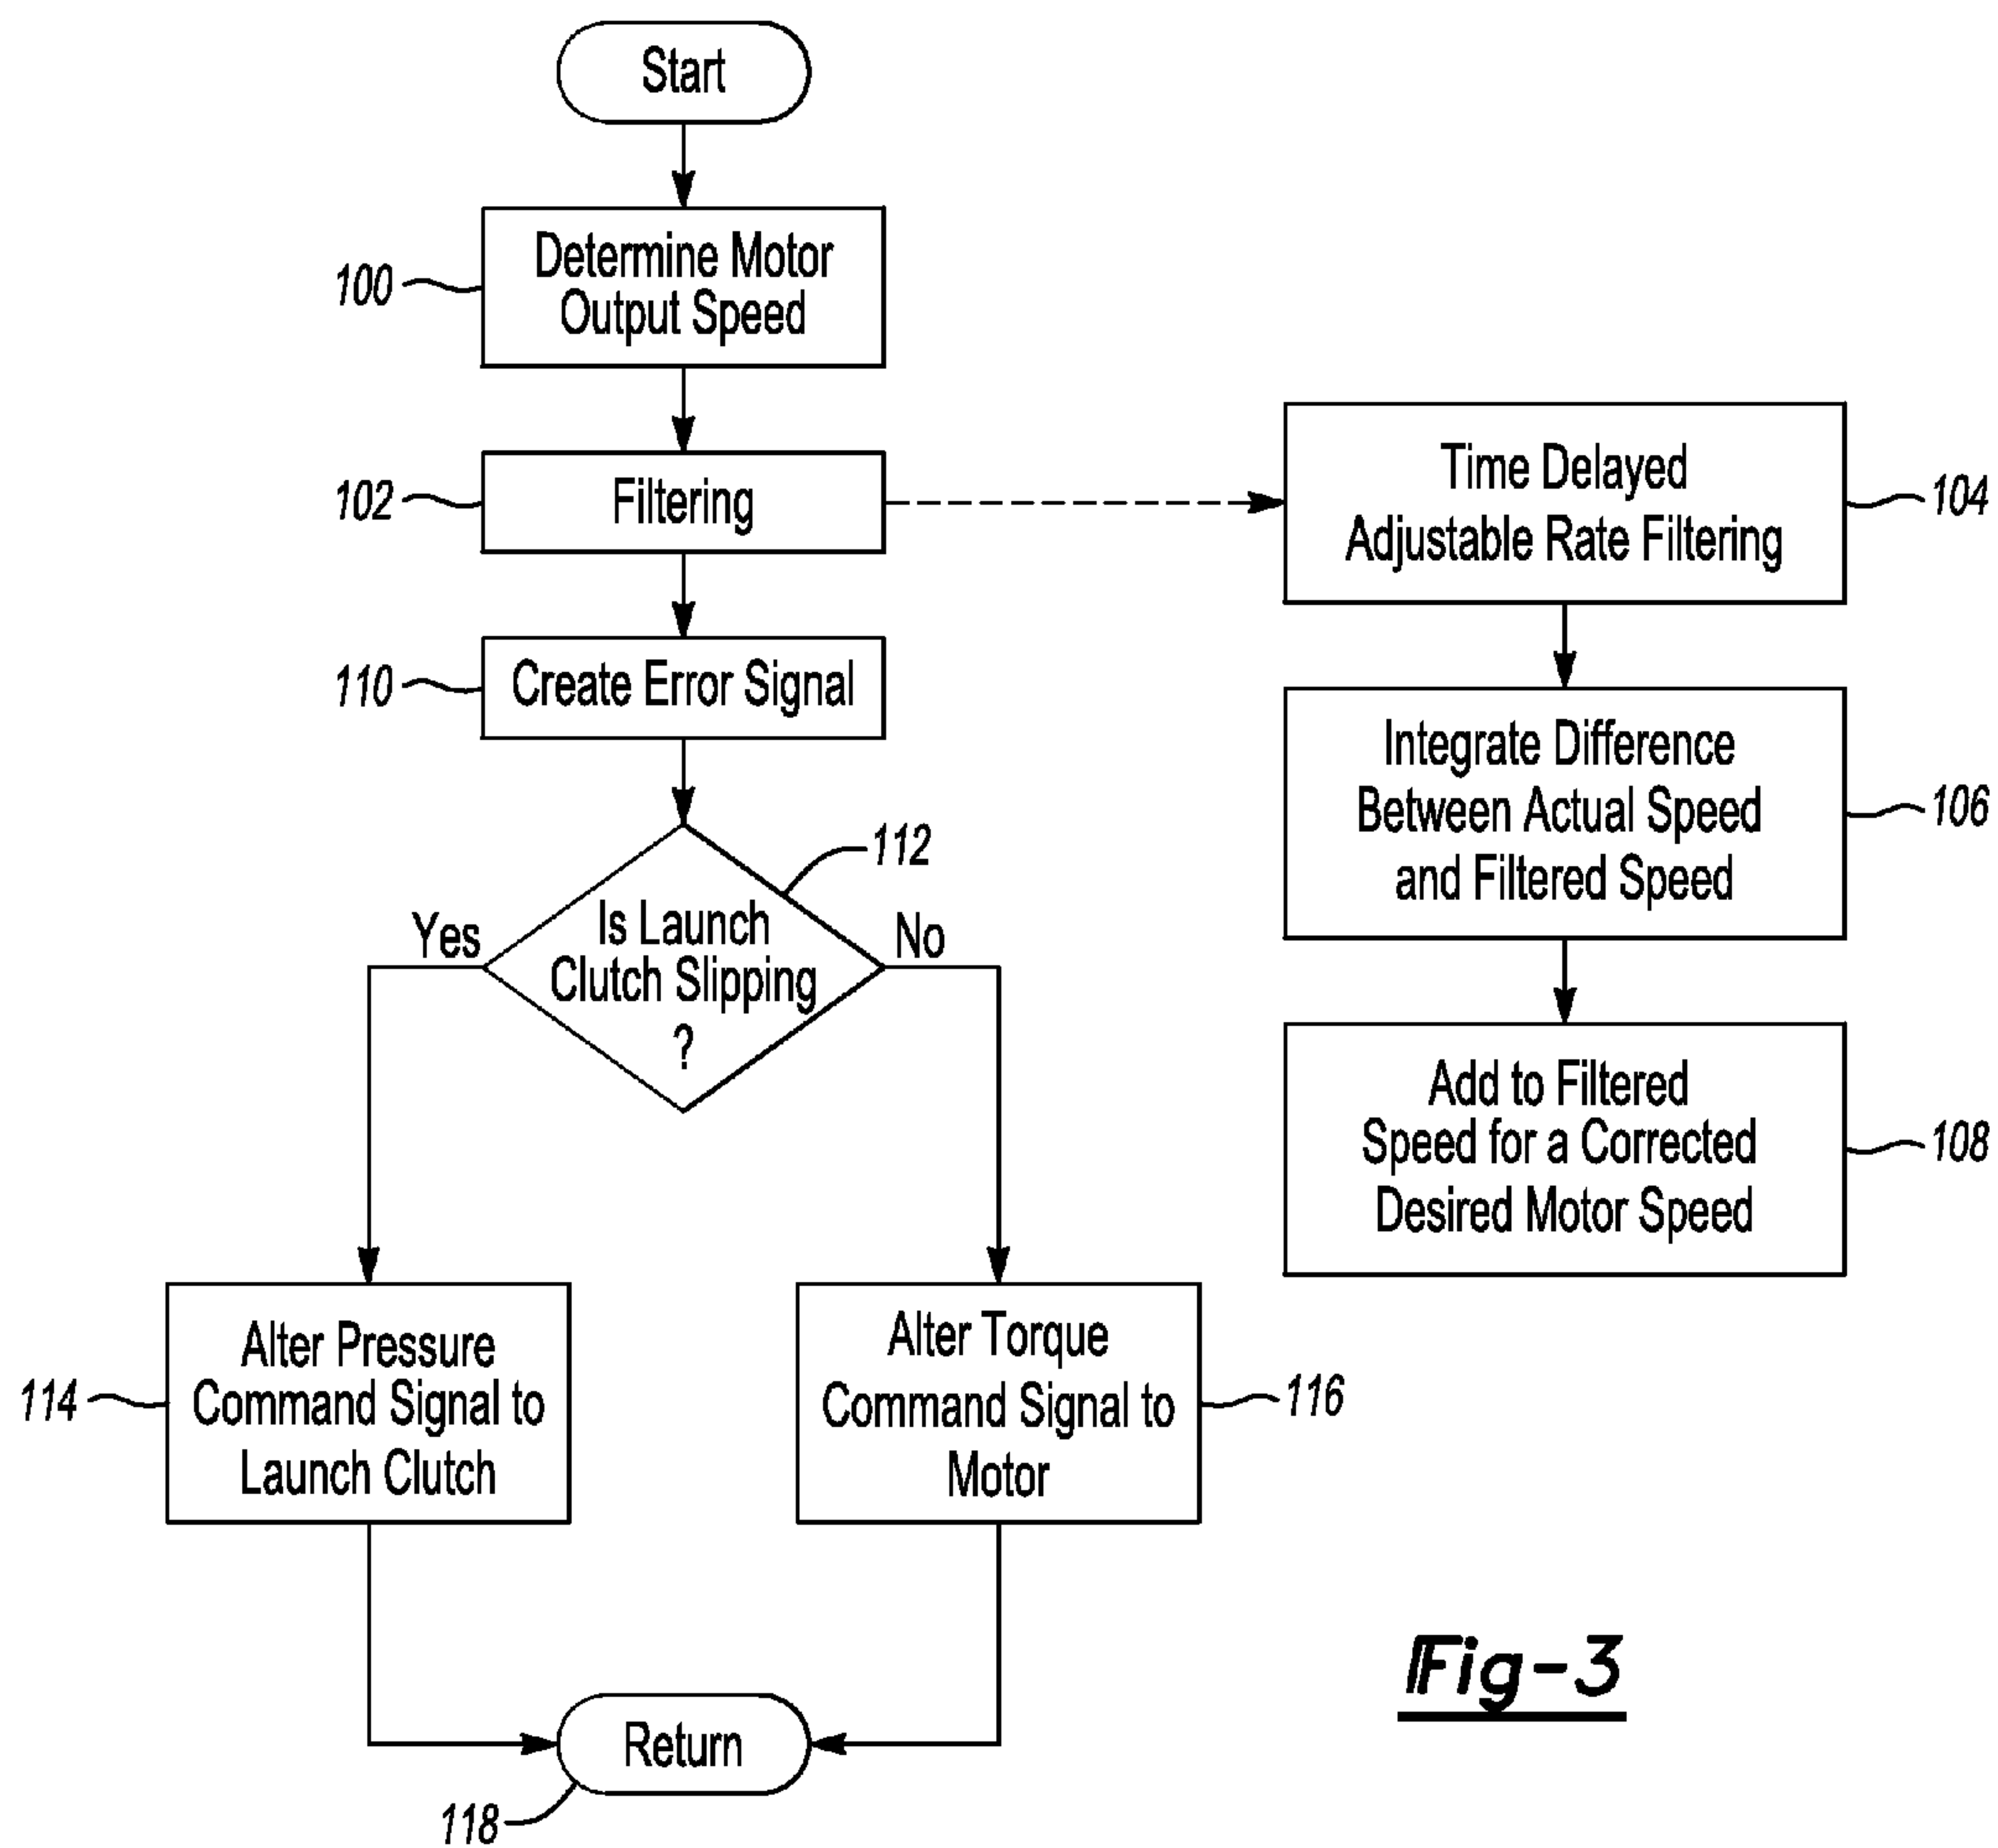 Start
100
Determine Motor
Output Speed
102
Filtering
Time Delayed
Adjustable Rate Filtering
104
110
Create Error Signal
Integrate Difference
Between Actual Speed
and Filtered Speed
106
112
Yes
Is Launch
Clutch Slipping
?
No
Add to Filtered
Speed for a Corrected
Desired Motor Speed
108
114
Alter Pressure
Command Signal to
Launch Clutch
Alter Torque
Command Signal to
Motor
116
Return
118
Fig-3